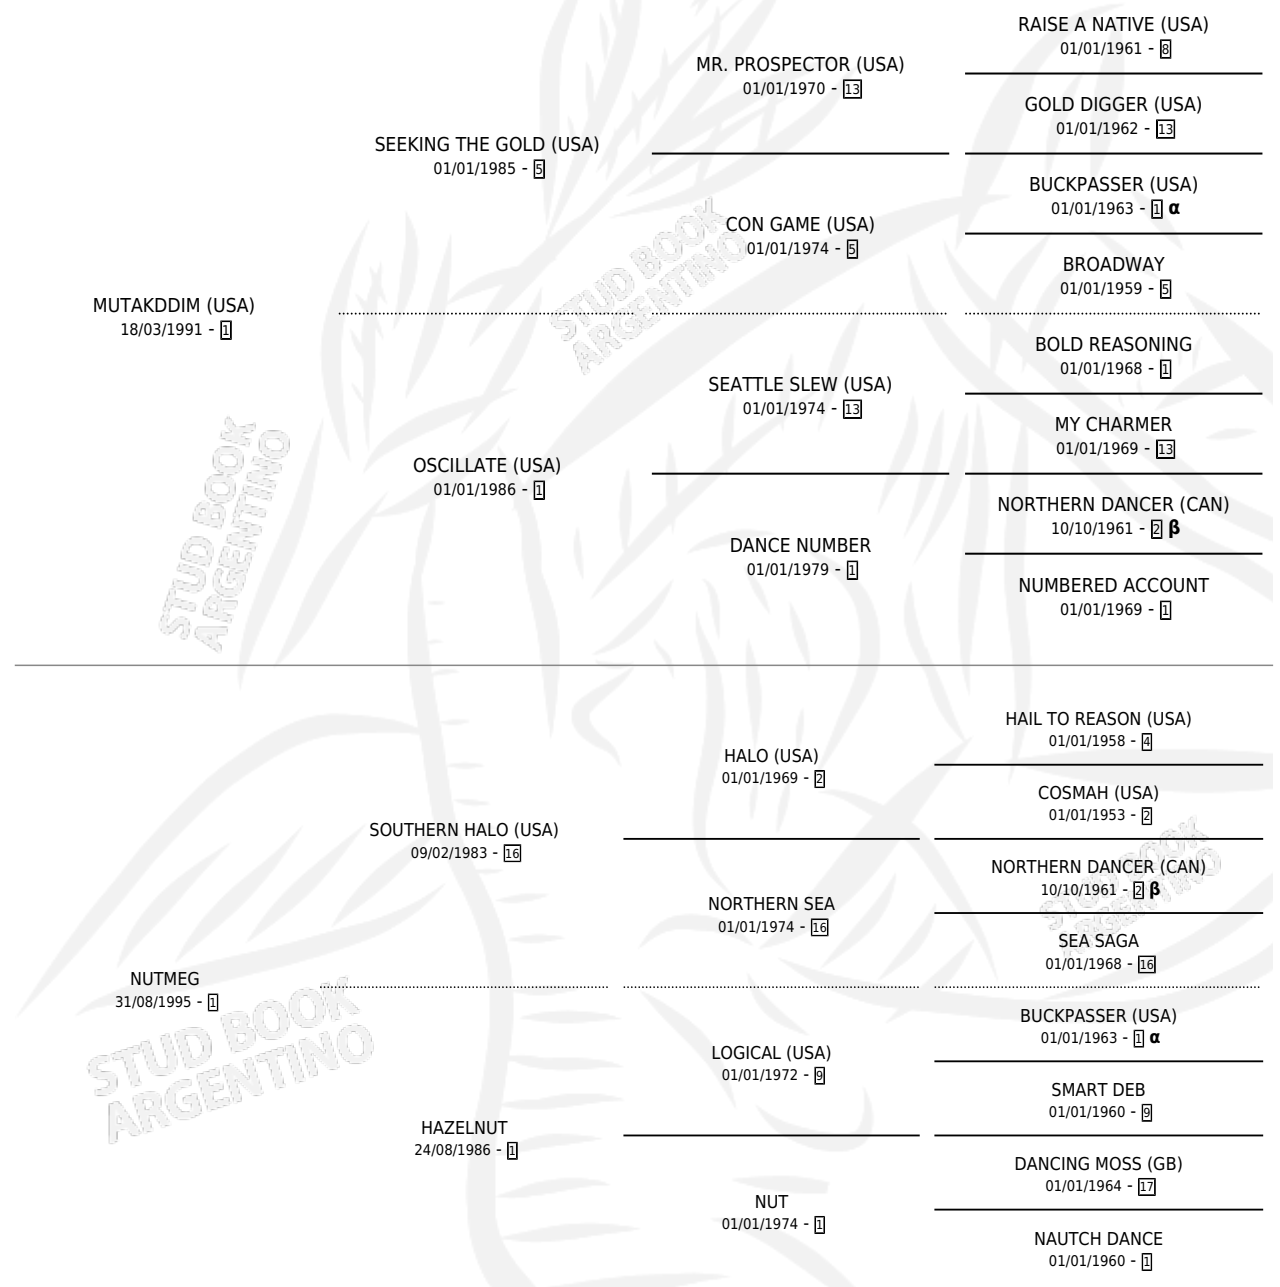 RAISE A NATIVE (USA)
01/01/1961 - 8
MR. PROSPECTOR (USA)
01/01/1970 - 13
GOLD DIGGER (USA)
01/01/1962 - 13
SEEKING THE GOLD (USA)
01/01/1985 - 5
BUCKPASSER (USA)
01/01/1963 - 1 α
CON GAME (USA)
01/01/1974 - 5
BROADWAY
01/01/1959 - 5
MUTAKDDIM (USA)
18/03/1991 - 1
BOLD REASONING
01/01/1968 - 1
SEATTLE SLEW (USA)
01/01/1974 - 13
MY CHARMER
01/01/1969 - 13
OSCILLATE (USA)
01/01/1986 - 1
NORTHERN DANCER (CAN)
10/10/1961 - 2 β
DANCE NUMBER
01/01/1979 - 1
NUMBERED ACCOUNT
01/01/1969 - 1
HAIL TO REASON (USA)
01/01/1958 - 4
HALO (USA)
01/01/1969 - 2
COSMAH (USA)
01/01/1953 - 2
SOUTHERN HALO (USA)
09/02/1983 - 16
NORTHERN DANCER (CAN)
10/10/1961 - 2 β
NORTHERN SEA
01/01/1974 - 16
SEA SAGA
01/01/1968 - 16
NUTMEG
31/08/1995 - 1
BUCKPASSER (USA)
01/01/1963 - 1 α
LOGICAL (USA)
01/01/1972 - 9
SMART DEB
01/01/1960 - 9
HAZELNUT
24/08/1986 - 1
DANCING MOSS (GB)
01/01/1964 - 17
NUT
01/01/1974 - 1
NAUTCH DANCE
01/01/1960 - 1
STUD BOOK
ARGENTINO
STUD BOOK
ARGENTINO
STUD BOOK
ARGENTINO
STUD BOOK
ARGENTINO